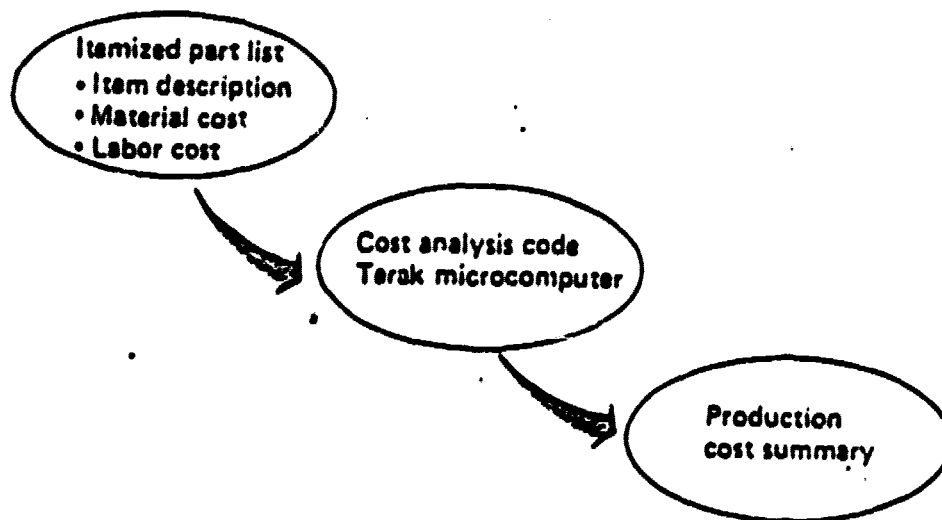 Itemized part list
• Item description
• Material cost
• Labor cost
Cost analysis code
Terak microcomputer
Production
cost summary